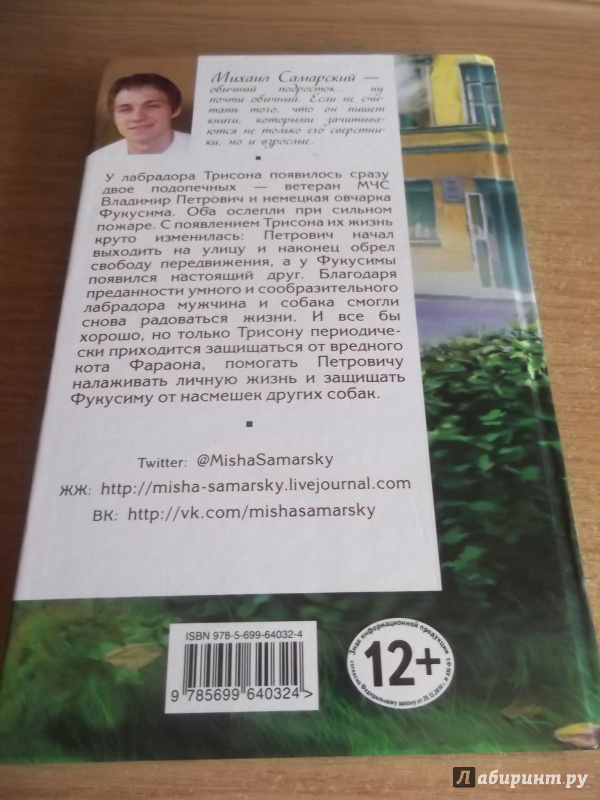 Михаил Самарский —
обычный подросток... ну
почти обычный. Если не счи-
тать того, что он пишет
книги, которыми зачитыва-
ются не только его сверстни-
ки, но и взрослые.
У лабрадора Трисона появилось сразу
двое подопечных — ветеран МЧС
Владимир Петрович и немецкая овчарка
Фукусима. Оба ослепли при сильном
пожаре. С появлением Трисона их жизнь
круто изменилась: Петрович начал
выходить на улицу и наконец обрел
свободу передвижения, а у Фукусимы
появился настоящий друг. Благодаря
преданности умного и сообразительного
лабрадора мужчина и собака смогли
снова радоваться жизни. И все бы
хорошо, но только Трисону периодиче-
ски приходится защищаться от вредного
кота Фараона, помогать Петровичу
налаживать личную жизнь и защищать
Фукусиму от насмешек других собак.
Twitter: @MishaSamarsky
ЖЖ: http://misha-samarsky.livejournal.com
ВК: http://vk.com/mishasamarsky
ISBN 978-5-699-64032-4
9 785699 640324 >
Знак информационной продукции
12+
Лабиринт.ру